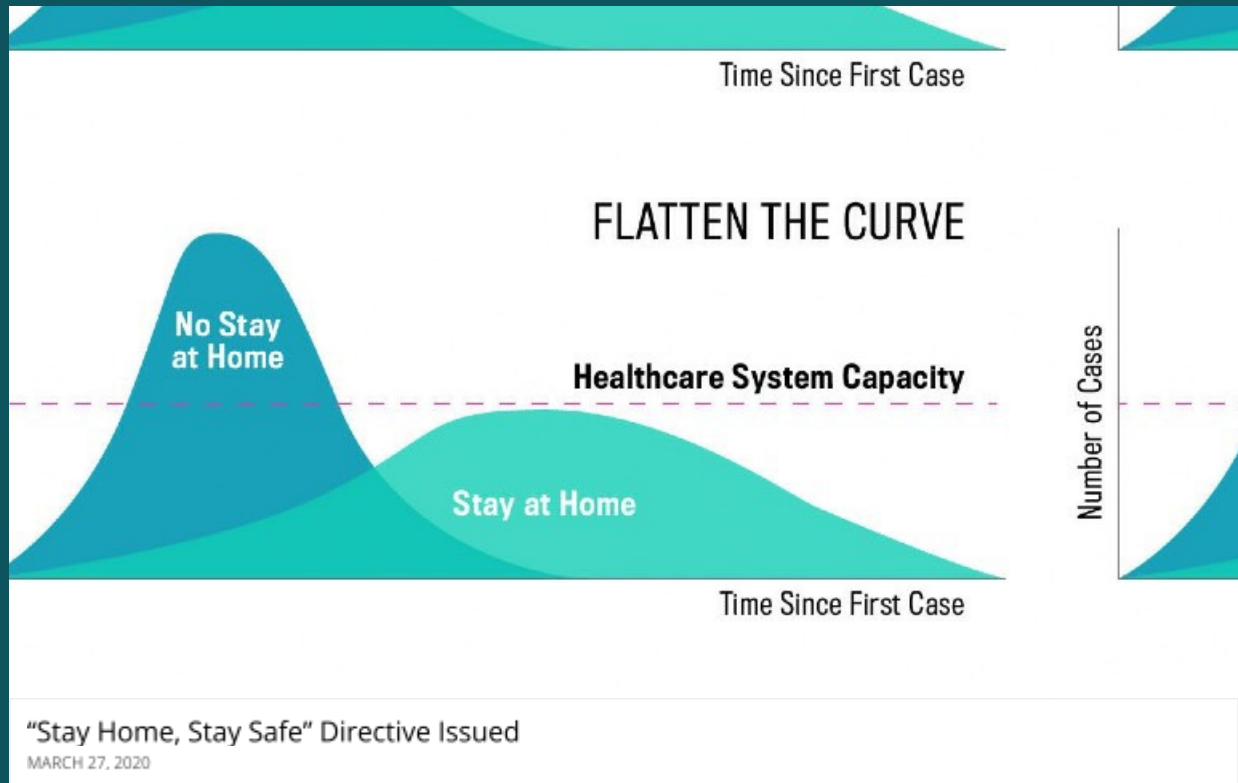 Time Since First Case
FLATTEN THE CURVE
No Stay
at Home
Healthcare System Capacity
Number of Cases
Stay at Home
Time Since First Case
“Stay Home, Stay Safe” Directive Issued
MARCH 27, 2020